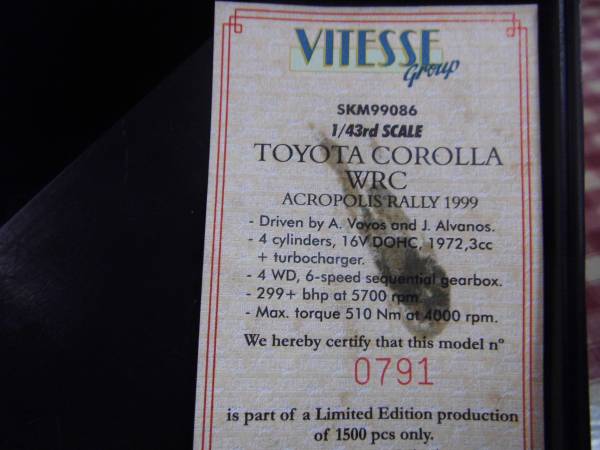 VITESSE
Group
SKM99086
1/43rd SCALE
TOYOTA COROLLA
WRC
ACROPOLIS RALLY 1999
- Driven by A. Vovos and J. Alvanos.
- 4 cylinders, 16V DOHC, 1972,3cc
+ turbocharger.
- 4 WD, 6-speed sequential gearbox.
- 299+ bhp at 5700 rpm.
- Max. torque 510 Nm at 4000 rpm.
We hereby certify that this model nº
0791
is part of a Limited Edition production
of 1500 pcs only.